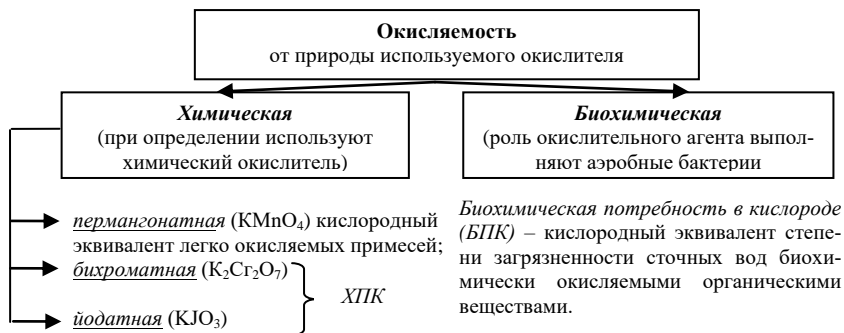 Окисляемость
от природы используемого окислителя
Химическая
(при определении используют
химический окислитель)
Биохимическая
(роль окислительного агента выпол-
няют аэробные бактерии
пермангонатная (KMnO₄) кислородный
эквивалент легко окисляемых примесей;
бихроматная (K₂Cr₂O₇)
йодатная (KJO₃)
ХПК
Биохимическая потребность в кислороде
(БПК) – кислородный эквивалент степе-
ни загрязненности сточных вод биохи-
мически окисляемыми органическими
веществами.